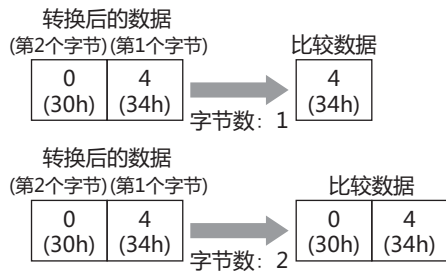 转换后的数据
(第2个字节)(第1个字节) 比较数据
0 4 4
(30h) (34h) (34h)
字节数：1
转换后的数据
(第2个字节)(第1个字节) 比较数据
0 4 0 4
(30h) (34h) (30h) (34h)
字节数：2